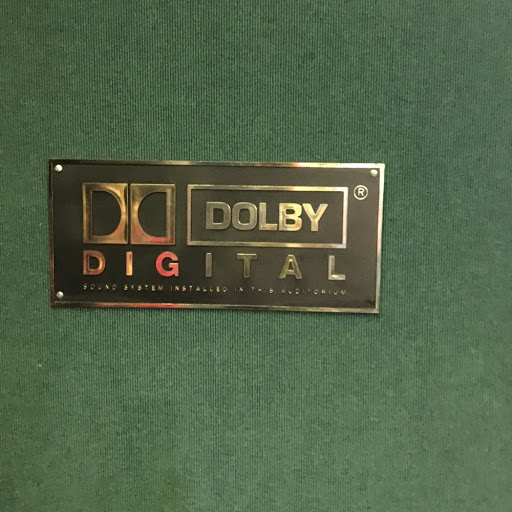 DOLBY®
DIGITAL
SOUND SYSTEM INSTALLED IN THIS AUDITORIUM